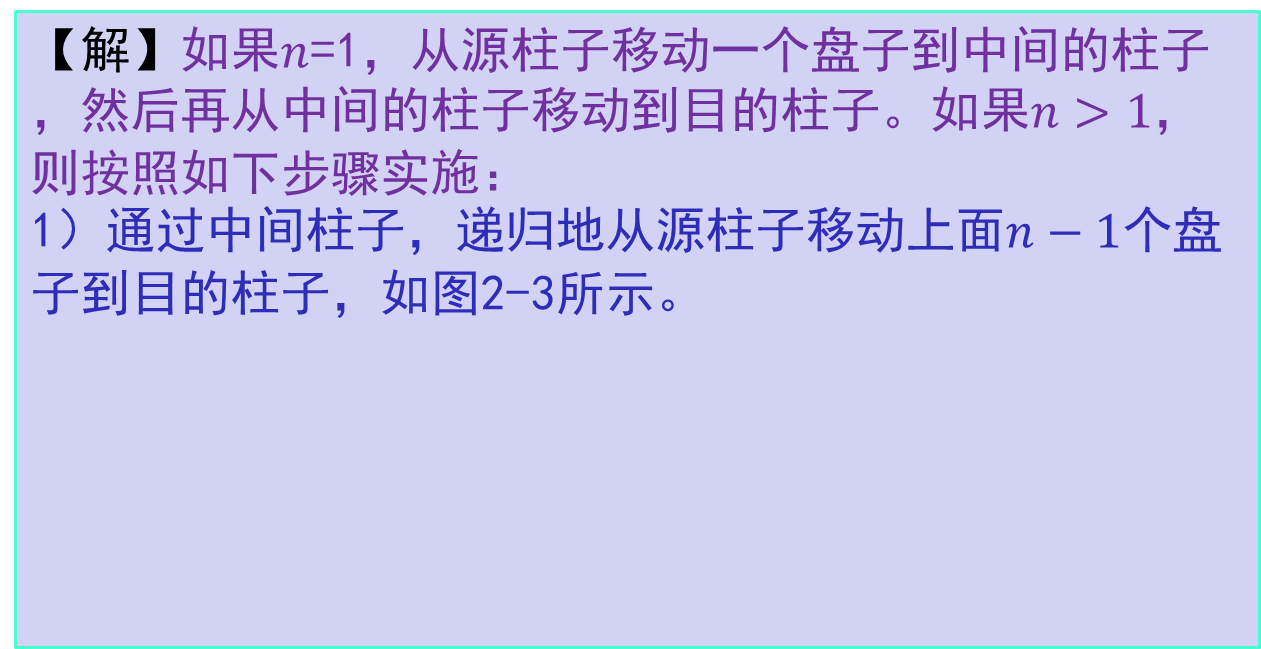 【解】如果n=1，从源柱子移动一个盘子到中间的柱子
，然后再从中间的柱子移动到目的柱子。如果n > 1，
则按照如下步骤实施：
1）通过中间柱子，递归地从源柱子移动上面n − 1个盘
子到目的柱子，如图2-3所示。